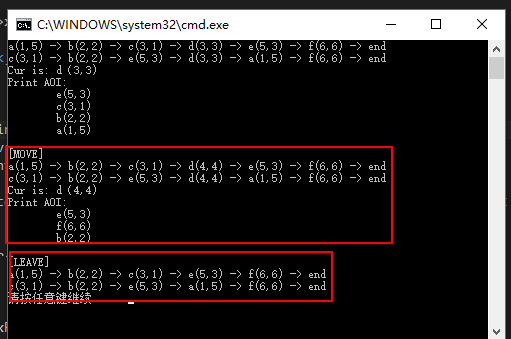 C:\WINDOWS\system32\cmd.exe
a(1,5) -> b(2,2) -> c(3,1) -> d(3,3) -> e(5,3) -> f(6,6) -> end
c(3,1) -> b(2,2) -> e(5,3) -> d(3,3) -> a(1,5) -> f(6,6) -> end
Cur is: d (3,3)
Print AOI:
e(5,3)
c(3,1)
b(2,2)
a(1,5)
[MOVE]
a(1,5) -> b(2,2) -> c(3,1) -> d(4,4) -> e(5,3) -> f(6,6) -> end
c(3,1) -> b(2,2) -> e(5,3) -> d(4,4) -> a(1,5) -> f(6,6) -> end
Cur is: d (4,4)
Print AOI:
e(5,3)
f(6,6)
b(2,2)
[LEAVE]
a(1,5) -> b(2,2) -> c(3,1) -> e(5,3) -> f(6,6) -> end
c(3,1) -> b(2,2) -> e(5,3) -> a(1,5) -> f(6,6) -> end
请按任意键继续